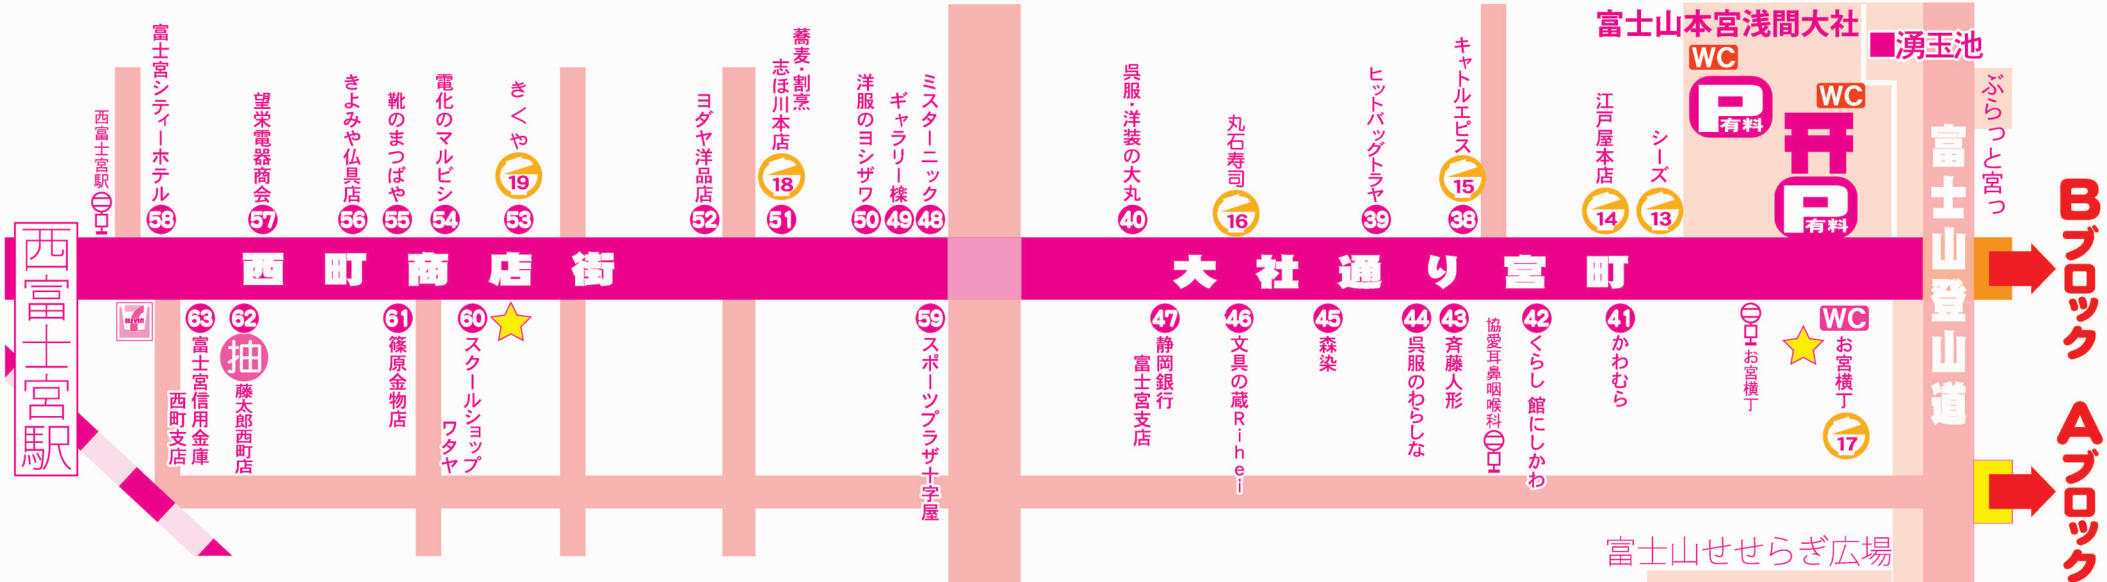 西富士宮駅
西富士宮駅
富士宮シティーホテル
58
望栄電器商会
57
きよみや仏具店
56
靴のまつばや
55
電化のマルビシ
54
きくや
19
53
ヨダヤ洋品店
52
蕎麦・割烹
志ほ川本店
18
51
洋服のヨシザワ
50
ギャラリー楪
49
ミスターニック
48
呉服・洋装の大丸
40
丸石寿司
16
ヒットバッグトラヤ
39
キャトルエピス
15
38
江戸屋本店
14
シーズ
13
富士山本宮浅間大社
WC
P
有料
WC
P
有料
■湧玉池
ぶらっと宮っ
富士山登山道
西町商店街
大社通り宮町
Bブロック
Aブロック
63
富士宮信用金庫
西町支店
62
抽
藤太郎西町店
61
篠原金物店
60
スクールショップ
ワタヤ
59
スポーツプラザ十字屋
47
静岡銀行
富士宮支店
46
文具の蔵Rihei
45
森染
44
呉服のわらしな
43
斉藤人形
協愛耳鼻咽喉科
42
くらし館にしかわ
41
かわむら
お宮横丁
WC
お宮横丁
17
富士山せせらぎ広場